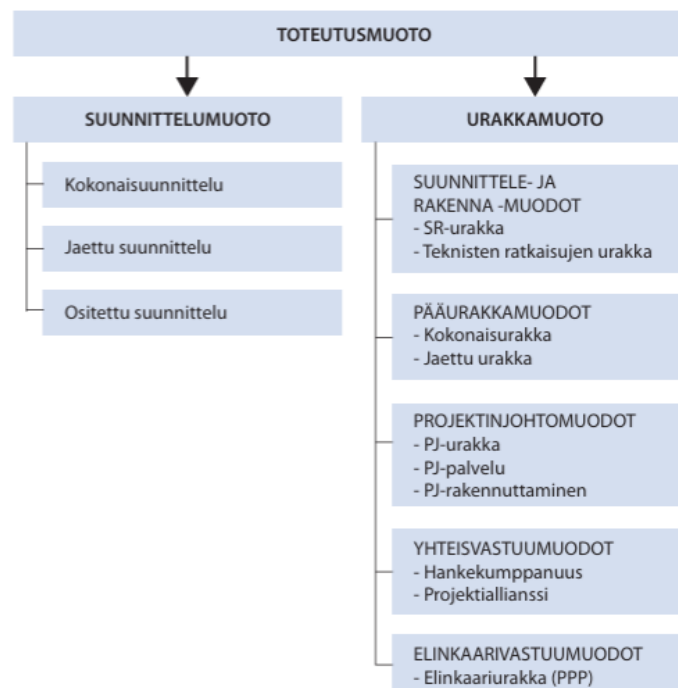 TOTEUTUSMUOTO
SUUNNITTELUMUOTO
Kokonaisuunnittelu
Jaettu suunnittelu
Ositettu suunnittelu
URAKKAMUOTO
SUUNNITTELE- JA
RAKENNA -MUODOT
- SR-urakka
- Teknisten ratkaisujen urakka
PÄÄURAKKAMUODOT
- Kokonaisurakka
- Jaettu urakka
PROJEKTINJOHTOMUODOT
- PJ-urakka
- PJ-palvelu
- PJ-rakennuttaminen
YHTEISVASTUUMUODOT
- Hankekumppanuus
- Projektiallianssi
ELINKAARIVASTUUMUODOT
- Elinkaariurakka (PPP)